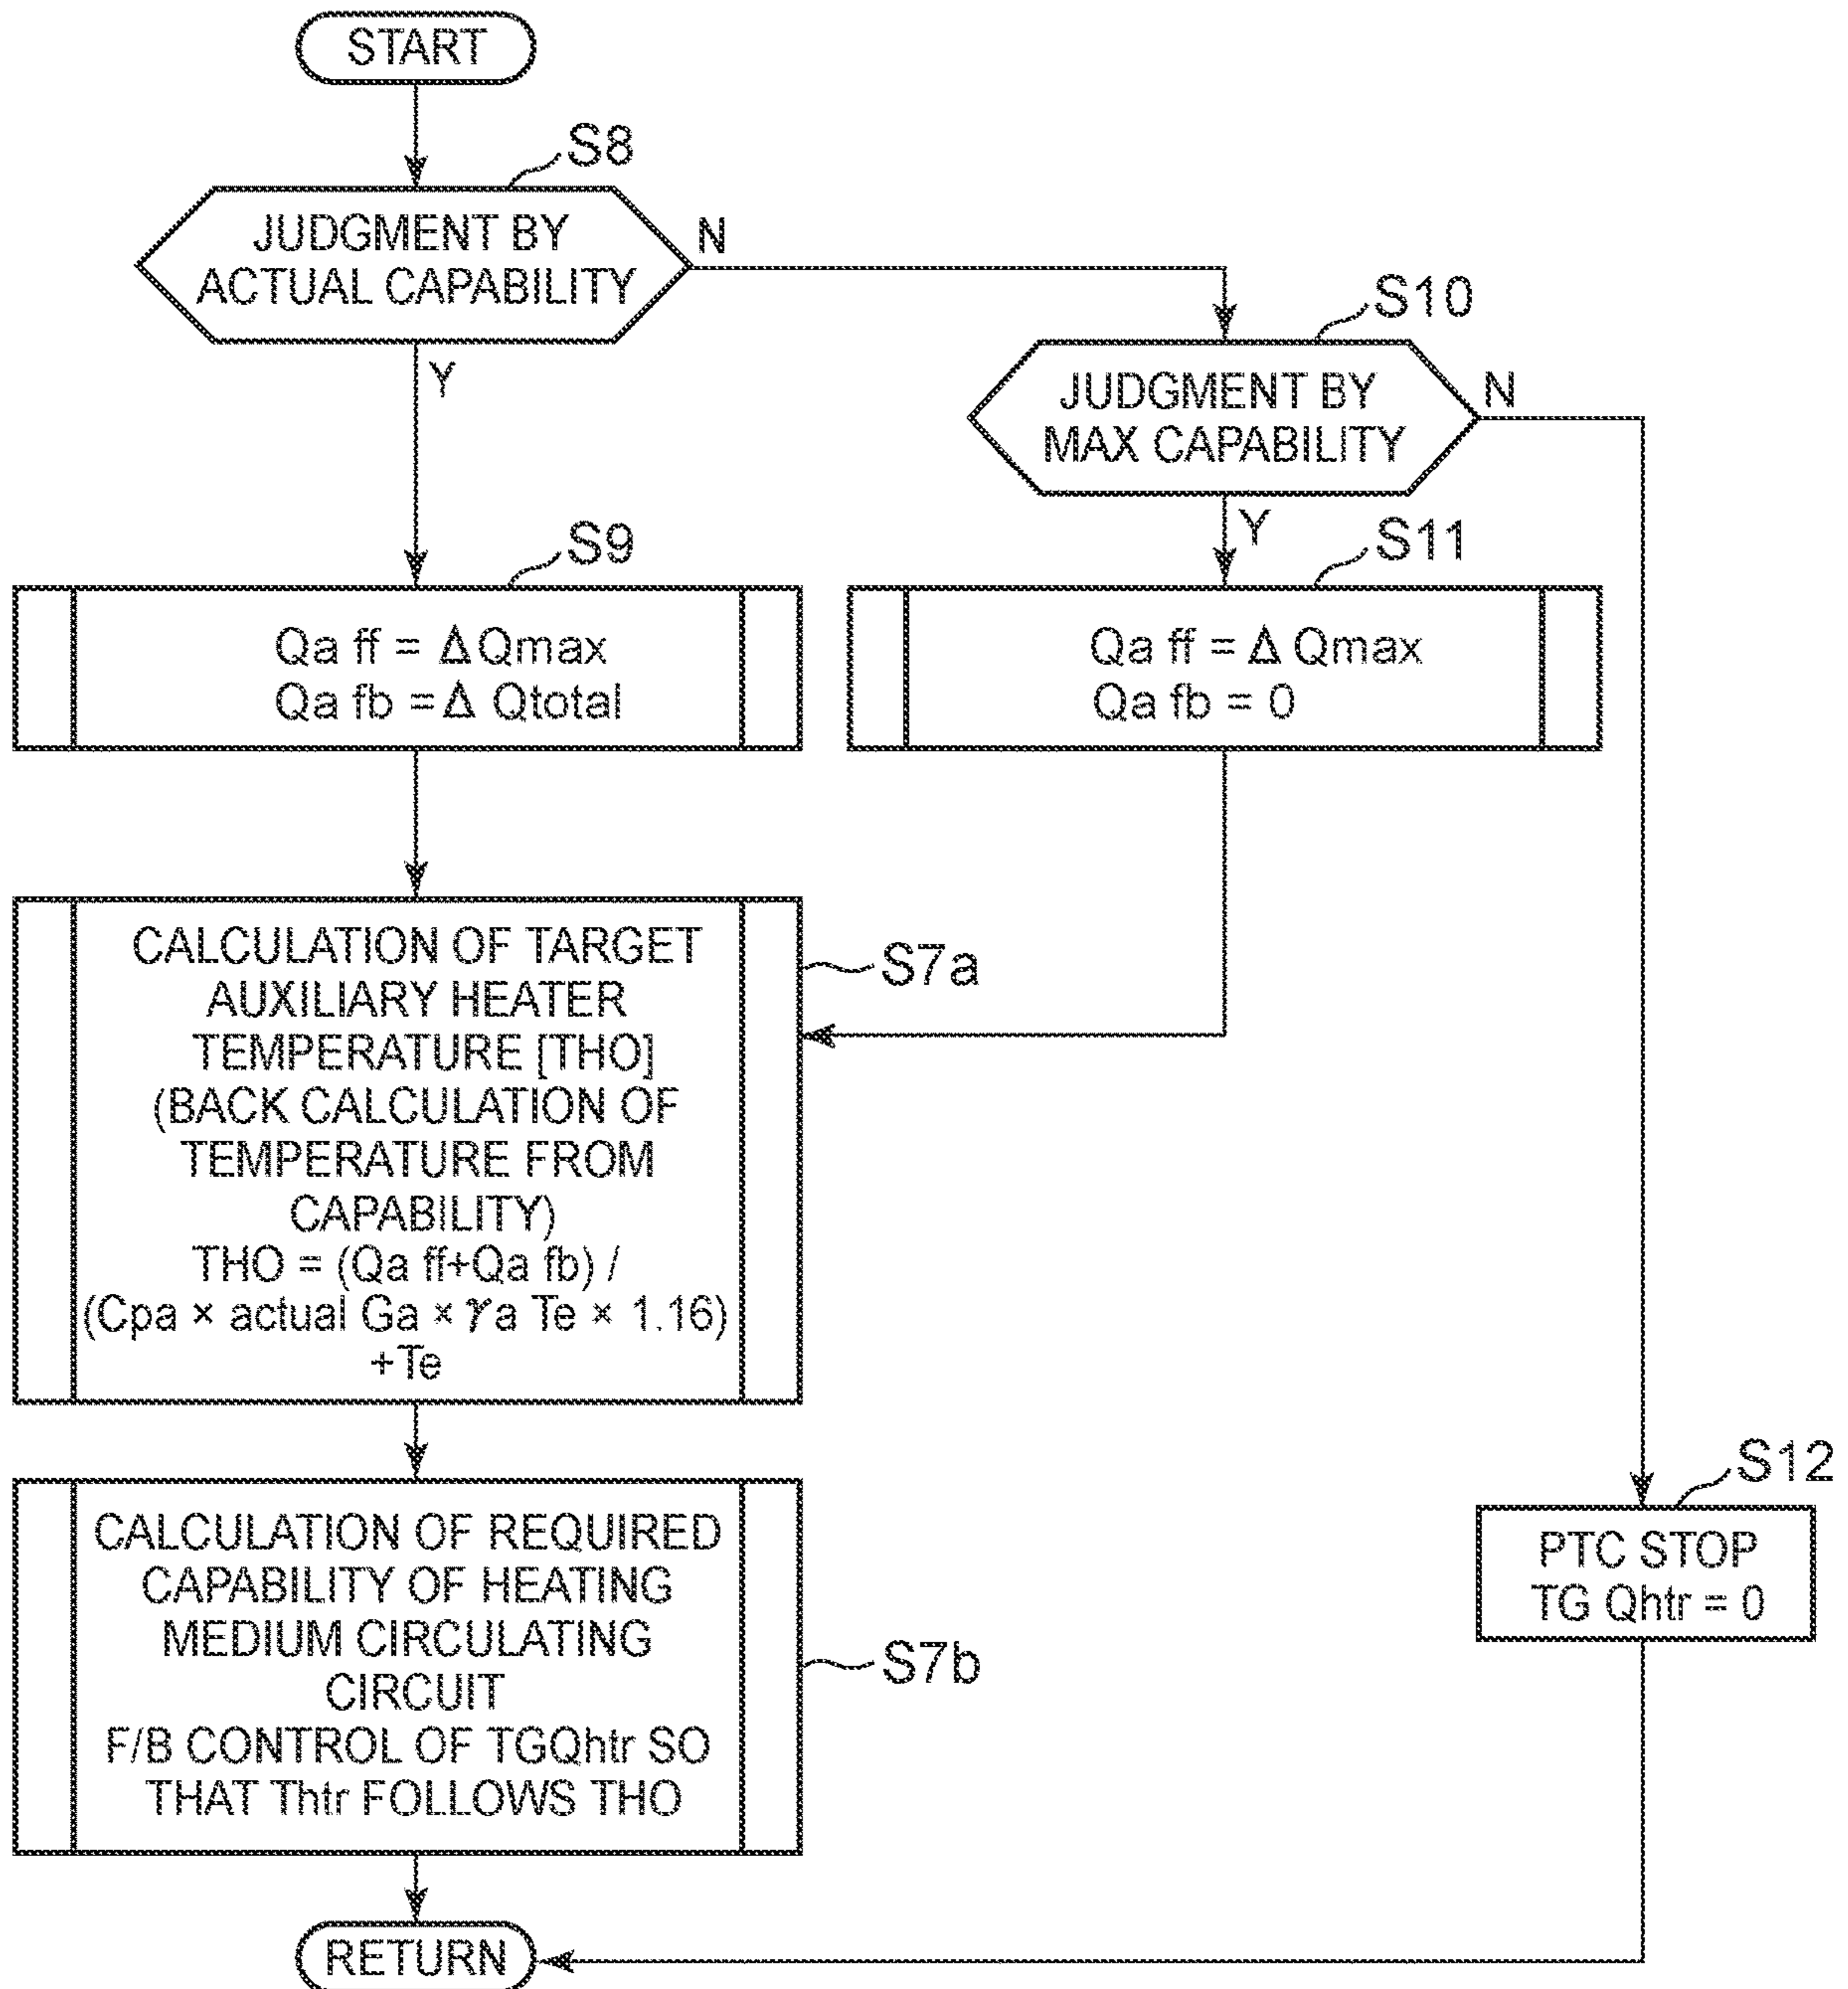 START
S8
JUDGMENT BY
ACTUAL CAPABILITY
N
Y
S10
JUDGMENT BY
MAX CAPABILITY
N
Y
S9
Qa ff = ΔQmax
Qa fb =Δ Qtotal
S11
Qa ff = Δ Qmax
Qa fb = 0
CALCULATION OF TARGET
AUXILIARY HEATER
TEMPERATURE [THO]
(BACK CALCULATION OF
TEMPERATURE FROM
CAPABILITY)
THO = (Qa ff+Qa fb) /
(Cpa × actual Ga × γa Te × 1.16)
+Te
S7a
CALCULATION OF REQUIRED
CAPABILITY OF HEATING
MEDIUM CIRCULATING
CIRCUIT
F/B CONTROL OF TGQhtr SO
THAT Thtr FOLLOWS THO
S7b
S12
PTC STOP
TG Qhtr = 0
RETURN